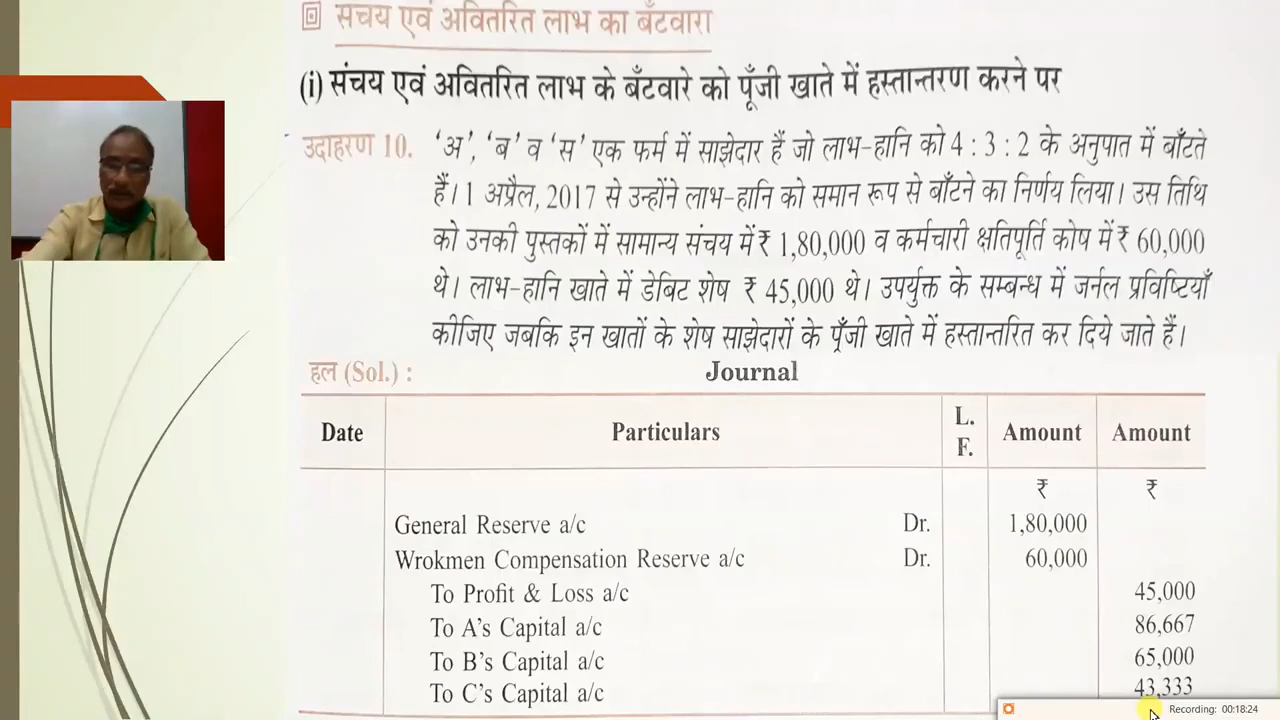 संचय एवं अवितरित लाभ का बँटवारा
(i) संचय एवं अवितरित लाभ के बँटवारे को पूँजी खाते में हस्तान्तरण करने पर
उदाहरण 10. ‘अ’, ‘ब’ व ‘स’ एक फर्म में साझेदार हैं जो लाभ-हानि को 4 : 3 : 2 के अनुपात में बाँटते
हैं। 1 अप्रैल, 2017 से उन्होंने लाभ-हानि को समान रूप से बाँटने का निर्णय लिया। उस तिथि
को उनकी पुस्तकों में सामान्य संचय में ₹ 1,80,000 व कर्मचारी क्षतिपूर्ति कोष में ₹ 60,000
थे। लाभ-हानि खाते में डेबिट शेष ₹ 45,000 थे। उपर्युक्त के सम्बन्ध में जर्नल प्रविष्टियाँ
कीजिए जबकि इन खातों के शेष साझेदारों के पूँजी खाते में हस्तान्तरित कर दिये जाते हैं।
हल (Sol.) : Journal
Date Particulars L. F. Amount Amount
₹ ₹
General Reserve a/c Dr. 1,80,000
Wrokmen Compensation Reserve a/c Dr. 60,000
To Profit & Loss a/c 45,000
To A’s Capital a/c 86,667
To B’s Capital a/c 65,000
To C’s Capital a/c 43,333
Recording: 00:18:24